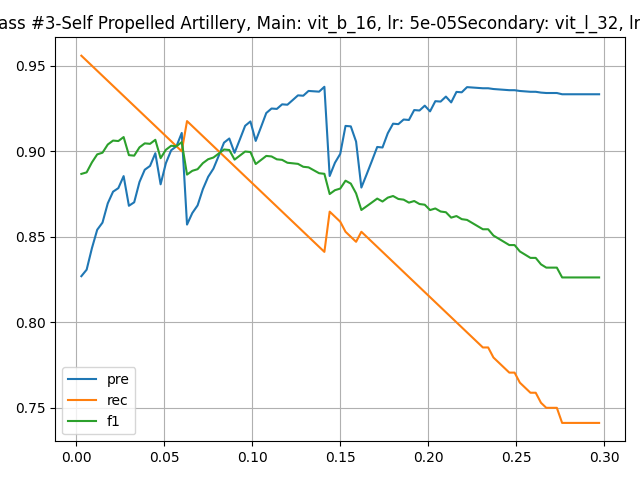 ass #3-Self Propelled Artillery, Main: vit_b_16, lr: 5e-05Secondary: vit_l_32, lr
0.95
0.90
0.85
0.80
0.75
pre
rec
f1
0.00 0.05 0.10 0.15 0.20 0.25 0.30